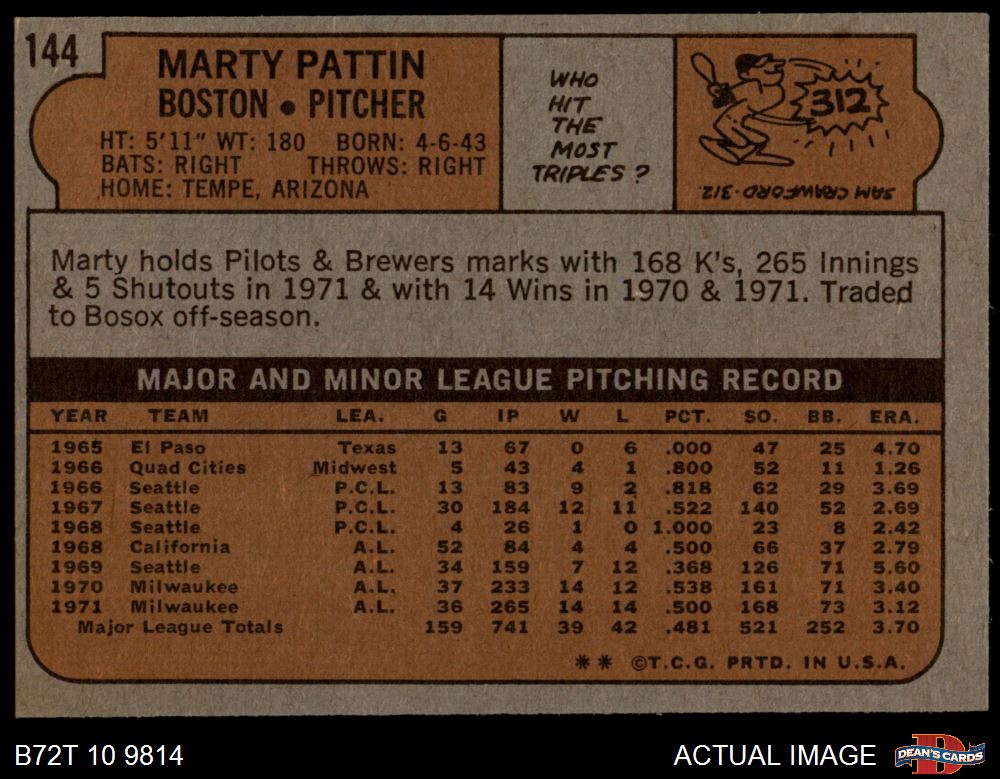 144
MARTY PATTIN
BOSTON • PITCHER
HT: 5'11" WT: 180 BORN: 4-6-43
BATS: RIGHT THROWS: RIGHT
HOME: TEMPE, ARIZONA
WHO
HIT
THE
MOST
TRIPLES?
312
SAM CRAWFORD-312.
Marty holds Pilots & Brewers marks with 168 K's, 265 Innings
& 5 Shutouts in 1971 & with 14 Wins in 1970 & 1971. Traded
to Bosox off-season.
MAJOR AND MINOR LEAGUE PITCHING RECORD
YEAR TEAM LEA. G IP W L PCT. SO. BB. ERA.
1965 El Paso Texas 13 67 0 6 .000 47 25 4.70
1966 Quad Cities Midwest 5 43 4 1 .800 52 11 1.26
1966 Seattle P.C.L. 13 83 9 2 .818 62 29 3.69
1967 Seattle P.C.L. 30 184 12 11 .522 140 52 2.69
1968 Seattle P.C.L. 4 26 1 0 1.000 23 8 2.42
1968 California A.L. 52 84 4 4 .500 66 37 2.79
1969 Seattle A.L. 34 159 7 12 .368 126 71 5.60
1970 Milwaukee A.L. 37 233 14 12 .538 161 71 3.40
1971 Milwaukee A.L. 36 265 14 14 .500 168 73 3.12
Major League Totals 159 741 39 42 .481 521 252 3.70
** ©T.C.G. PRTD. IN U.S.A.
B72T 10 9814
ACTUAL IMAGE
DEAN'S CARDS